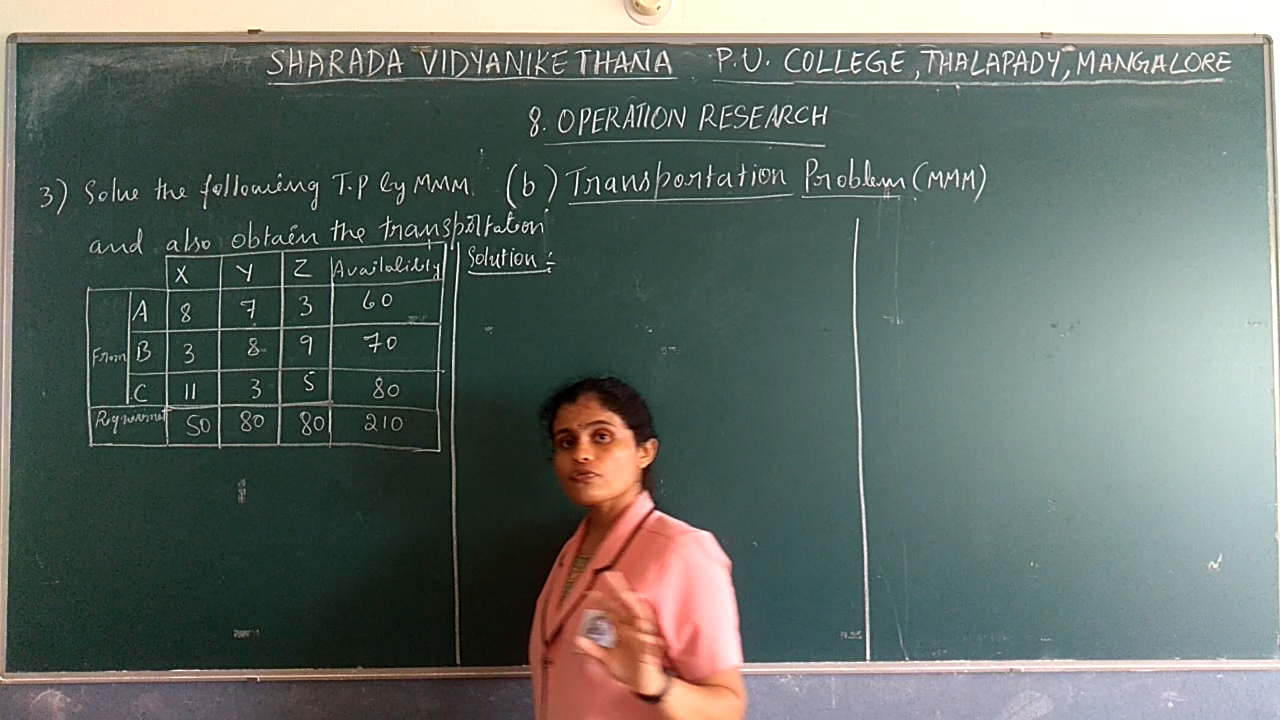 SHARADA VIDYANIKETHANA P.U. COLLEGE, THALAPADY, MANGALORE
8. OPERATION RESEARCH
(b) Transportation Problem (MMM)
3) Solve the following T.P by MMM.
and also obtain the transportation
X Y Z Availability
From A 8 7 3 60
B 3 8 9 70
C 11 3 5 80
50 80 80 210
Solution :-